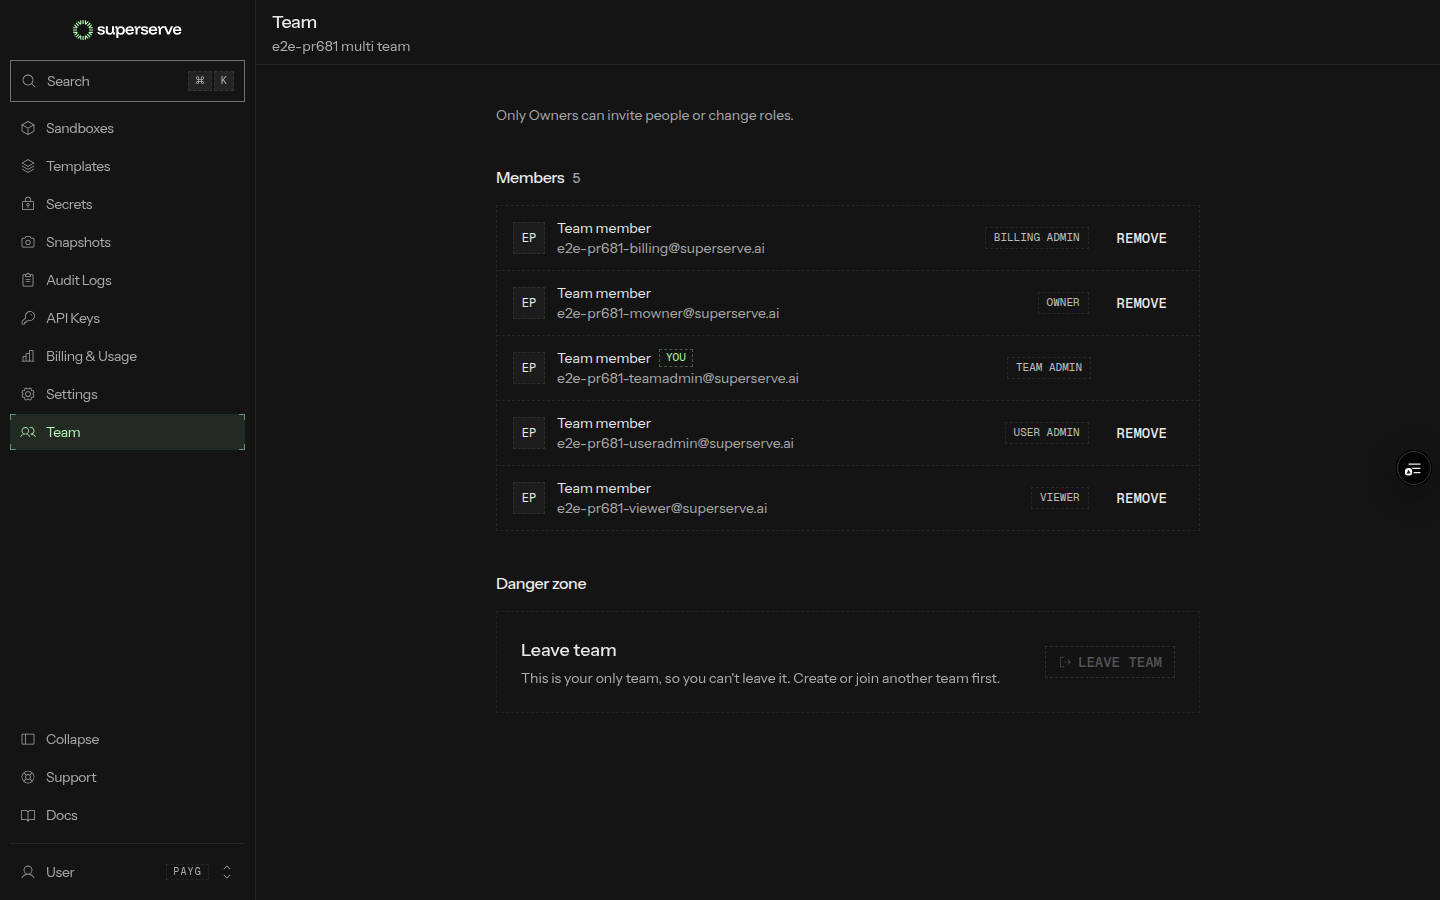 superserve
Search ⌘ K
Sandboxes
Templates
Secrets
Snapshots
Audit Logs
API Keys
Billing & Usage
Settings
Team
Collapse
Support
Docs
User PAYG
Team
e2e-pr681 multi team
Only Owners can invite people or change roles.
Members 5
EP Team member
e2e-pr681-billing@superserve.ai
BILLING ADMIN REMOVE
EP Team member
e2e-pr681-mowner@superserve.ai
OWNER REMOVE
EP Team member YOU
e2e-pr681-teamadmin@superserve.ai
TEAM ADMIN
EP Team member
e2e-pr681-useradmin@superserve.ai
USER ADMIN REMOVE
EP Team member
e2e-pr681-viewer@superserve.ai
VIEWER REMOVE
Danger zone
Leave team
This is your only team, so you can't leave it. Create or join another team first.
LEAVE TEAM